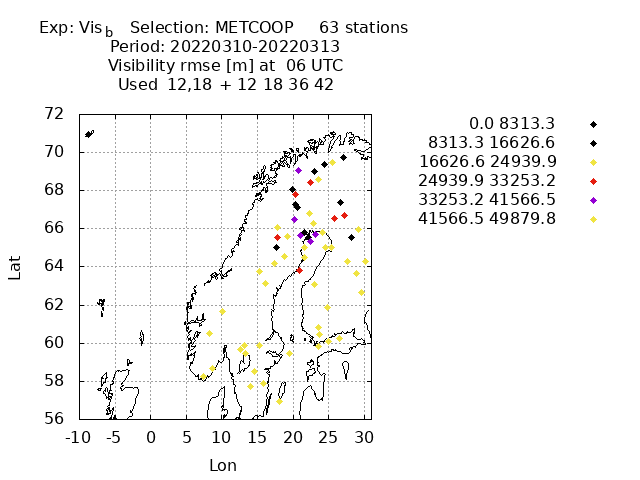 Exp: Vis b   Selection: METCOOP     63 stations
Period: 20220310-20220313
Visibility rmse [m] at  06 UTC
Used  12,18 + 12 18 36 42
0.0 8313.3
8313.3 16626.6
16626.6 24939.9
24939.9 33253.2
33253.2 41566.5
41566.5 49879.8
72
70
68
66
64
62
60
58
56
Lat
-10 -5 0 5 10 15 20 25 30
Lon